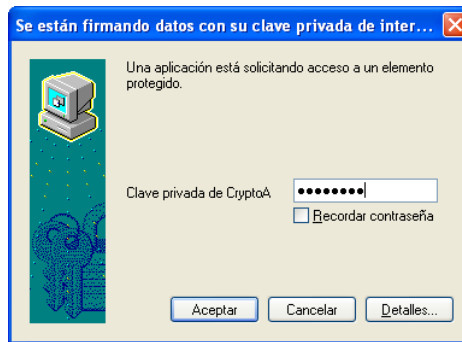 Se están firmando datos con su clave privada de inter...
Una aplicación está solicitando acceso a un elemento
protegido.
Clave privada de CryptoA
Recordar contraseña
Aceptar
Cancelar
Detalles...